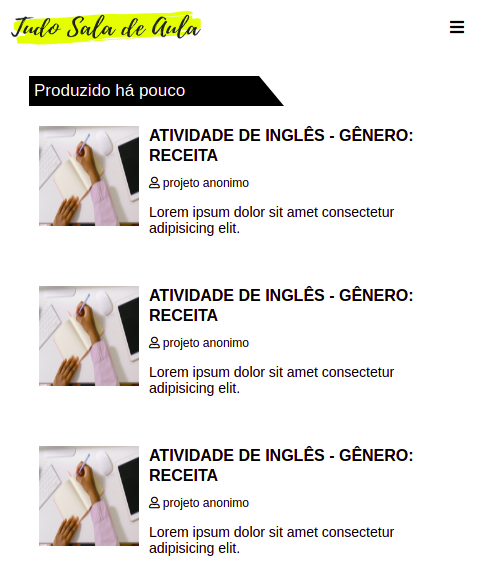 Tudo Sala de Aula
Produzido há pouco
ATIVIDADE DE INGLÊS - GÊNERO:
RECEITA
projeto anonimo
Lorem ipsum dolor sit amet consectetur
adipisicing elit.
ATIVIDADE DE INGLÊS - GÊNERO:
RECEITA
projeto anonimo
Lorem ipsum dolor sit amet consectetur
adipisicing elit.
ATIVIDADE DE INGLÊS - GÊNERO:
RECEITA
projeto anonimo
Lorem ipsum dolor sit amet consectetur
adipisicing elit.